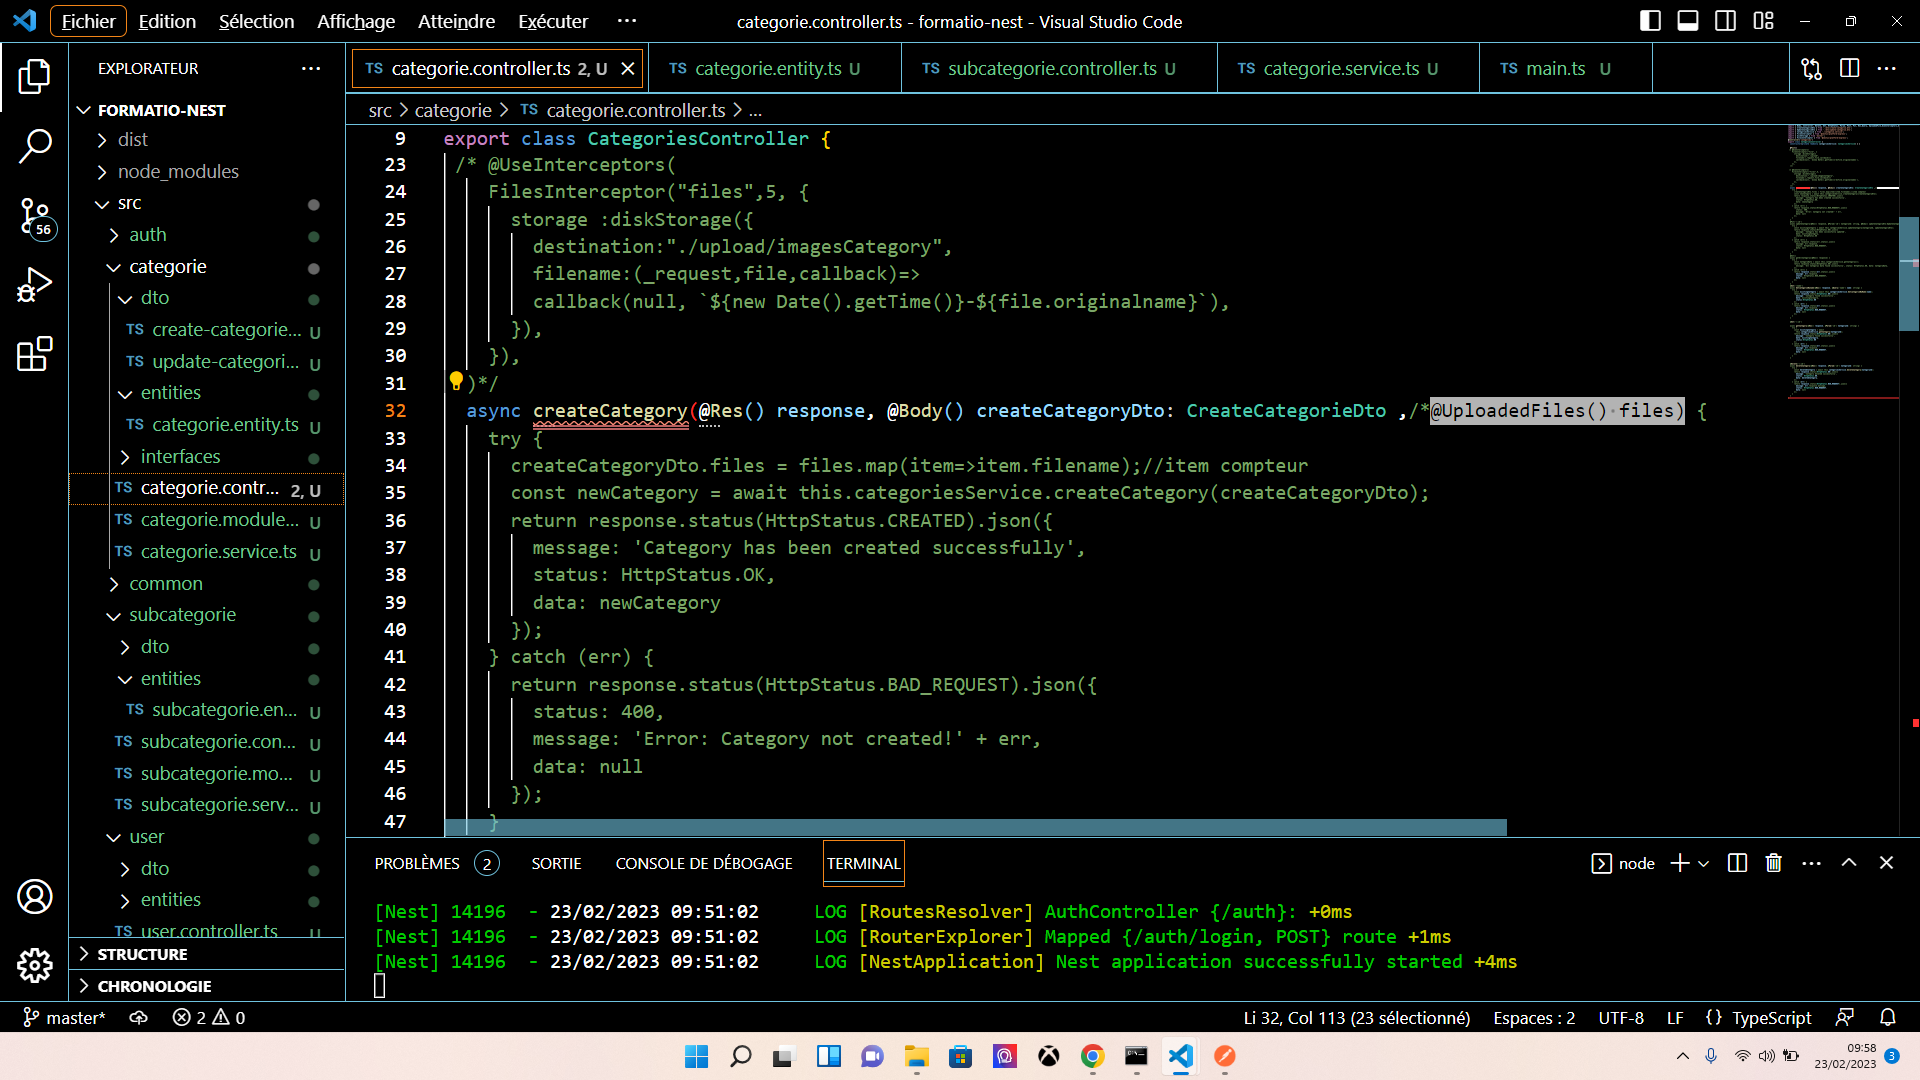 Fichier Edition Sélection Affichage Atteindre Exécuter ··· categorie.controller.ts - formatio-nest - Visual Studio Code
EXPLORATEUR ···
FORMATIO-NEST
dist
node_modules
src
auth
categorie
dto
TS create-categorie... U
TS update-categori... U
entities
TS categorie.entity.ts U
interfaces
TS categorie.contr... 2, U
TS categorie.module... U
TS categorie.service.ts U
common
subcategorie
dto
entities
TS subcategorie.en... U
TS subcategorie.con... U
TS subcategorie.mo... U
TS subcategorie.serv... U
user
dto
entities
TS user.controller.ts U
STRUCTURE
CHRONOLOGIE
56
TS categorie.controller.ts 2, U
TS categorie.entity.ts U
TS subcategorie.controller.ts U
TS categorie.service.ts U
TS main.ts U
src > categorie > TS categorie.controller.ts > ...
9 export class CategoriesController {
23 /* @UseInterceptors(
24 FilesInterceptor("files",5, {
25 storage :diskStorage({
26 destination:"./upload/imagesCategory",
27 filename:(_request,file,callback)=>
28 callback(null, `${new Date().getTime()}-${file.originalname}`),
29 }),
30 }),
31 )*/
32 async createCategory(@Res() response, @Body() createCategoryDto: CreateCategorieDto ,/*@UploadedFiles() files) {
33 try {
34 createCategoryDto.files = files.map(item=>item.filename);//item compteur
35 const newCategory = await this.categoriesService.createCategory(createCategoryDto);
36 return response.status(HttpStatus.CREATED).json({
37 message: 'Category has been created successfully',
38 status: HttpStatus.OK,
39 data: newCategory
40 });
41 } catch (err) {
42 return response.status(HttpStatus.BAD_REQUEST).json({
43 status: 400,
44 message: 'Error: Category not created!' + err,
45 data: null
46 });
47 }
PROBLÈMES 2 SORTIE CONSOLE DE DÉBOGAGE TERMINAL node
[Nest] 14196 - 23/02/2023 09:51:02 LOG [RoutesResolver] AuthController {/auth}: +0ms
[Nest] 14196 - 23/02/2023 09:51:02 LOG [RouterExplorer] Mapped {/auth/login, POST} route +1ms
[Nest] 14196 - 23/02/2023 09:51:02 LOG [NestApplication] Nest application successfully started +4ms
master* 2 0 Li 32, Col 113 (23 sélectionné) Espaces : 2 UTF-8 LF {} TypeScript
09:58
23/02/2023
3